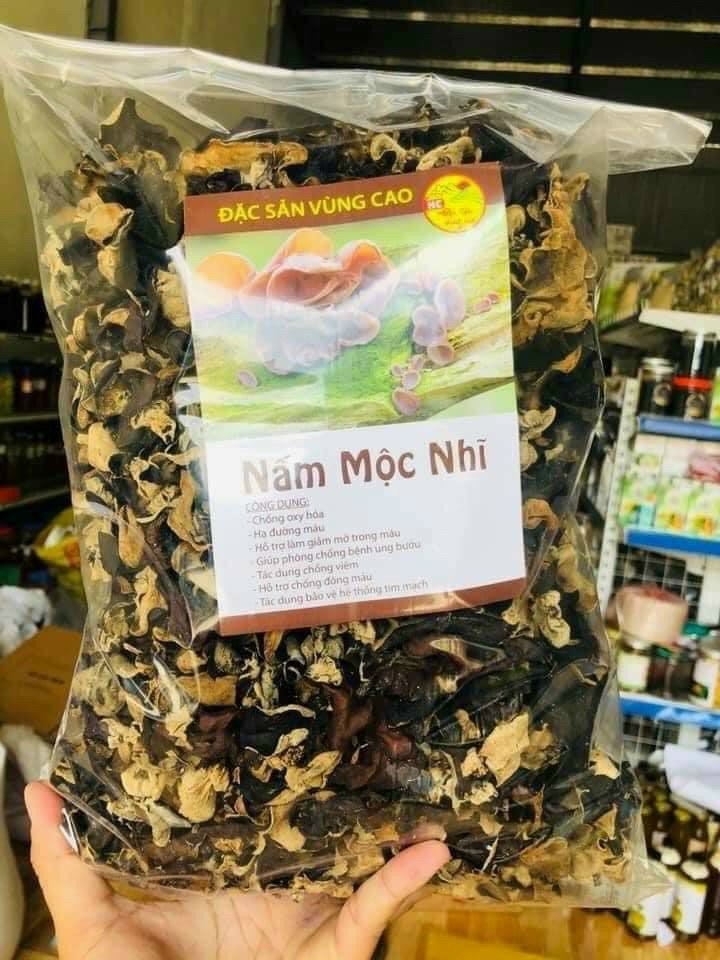 ĐẶC SẢN VÙNG CAO
HC
Nấm Mộc Nhĩ
CÔNG DỤNG:
- Chống oxy hóa
- Hạ đường máu
- Hỗ trợ làm giảm mỡ trong máu
- Giúp phòng chống bệnh ung bướu
- Tác dụng chống viêm
- Hỗ trợ chống đông máu
- Tác dụng bảo vệ hệ thống tim mạch